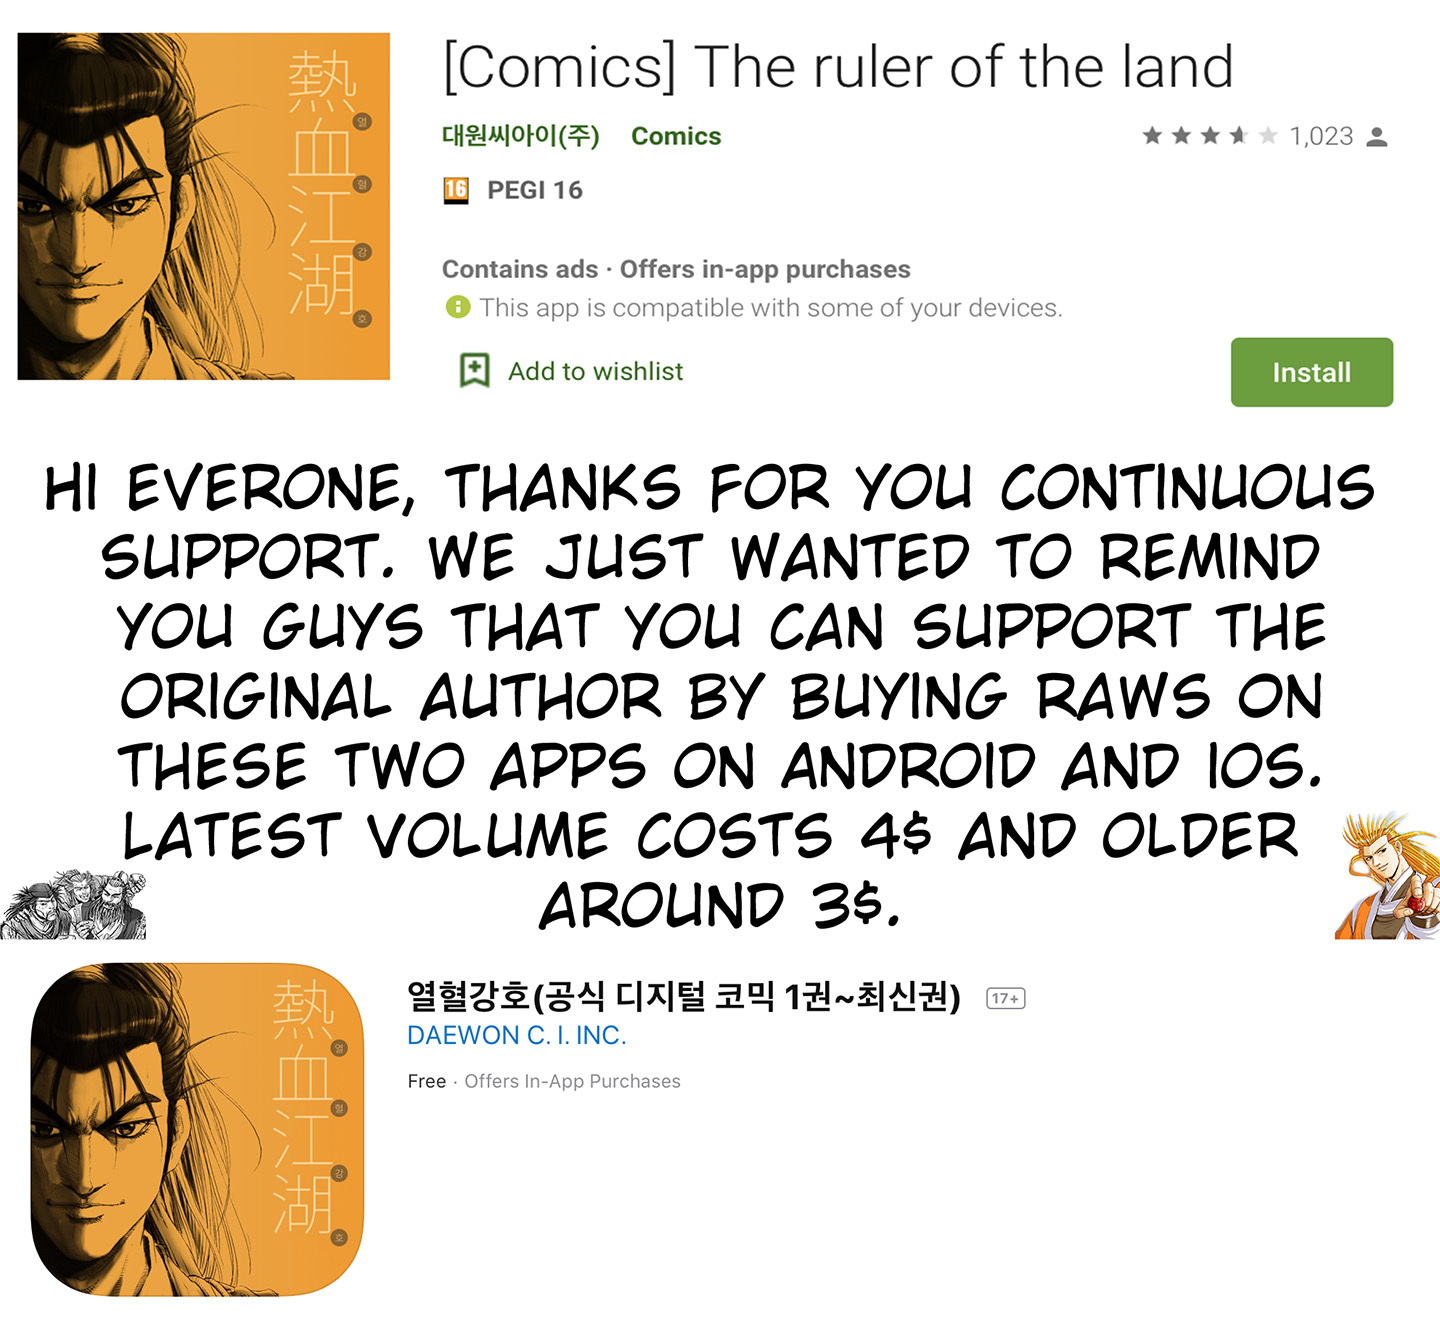 熱血江湖
열
혈
강
호
[Comics] The ruler of the land
대원씨아이(주) Comics
1,023
16 PEGI 16
Contains ads · Offers in-app purchases
This app is compatible with some of your devices.
Add to wishlist
Install
HI EVERONE, THANKS FOR YOU CONTINUOUS
SUPPORT. WE JUST WANTED TO REMIND
YOU GUYS THAT YOU CAN SUPPORT THE
ORIGINAL AUTHOR BY BUYING RAWS ON
THESE TWO APPS ON ANDROID AND IOS.
LATEST VOLUME COSTS 4$ AND OLDER
AROUND 3$.
熱血江湖
열
혈
강
호
열혈강호(공식 디지털 코믹 1권~최신권) 17+
DAEWON C. I. INC.
Free · Offers In-App Purchases